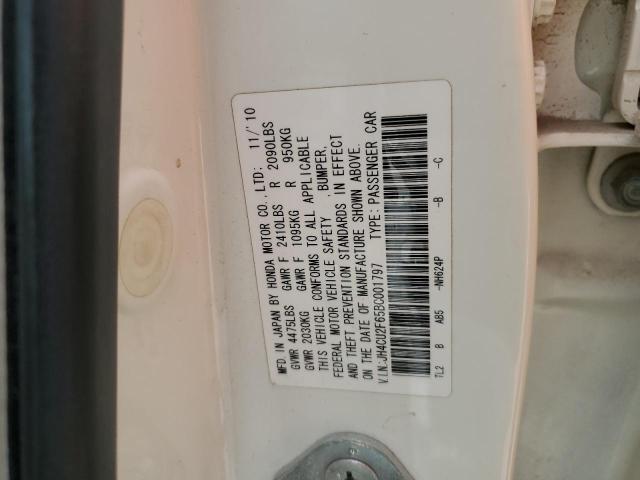 MFD. IN JAPAN BY HONDA MOTOR CO., LTD: 11/'10
GVWR 4475LBS GAWR F 2410LBS R 2090LBS
GVWR 2030KG GAWR F 1095KG R 950KG
THIS VEHICLE CONFORMS TO ALL APPLICABLE
FEDERAL MOTOR VEHICLE SAFETY , BUMPER,
AND THEFT PREVENTION STANDARDS IN EFFECT
ON THE DATE OF MANUFACTURE SHOWN ABOVE.
V.I.N:JH4CU2F65BC001797 TYPE: PASSENGER CAR
TL2 B AB5 -NH624P -B -C